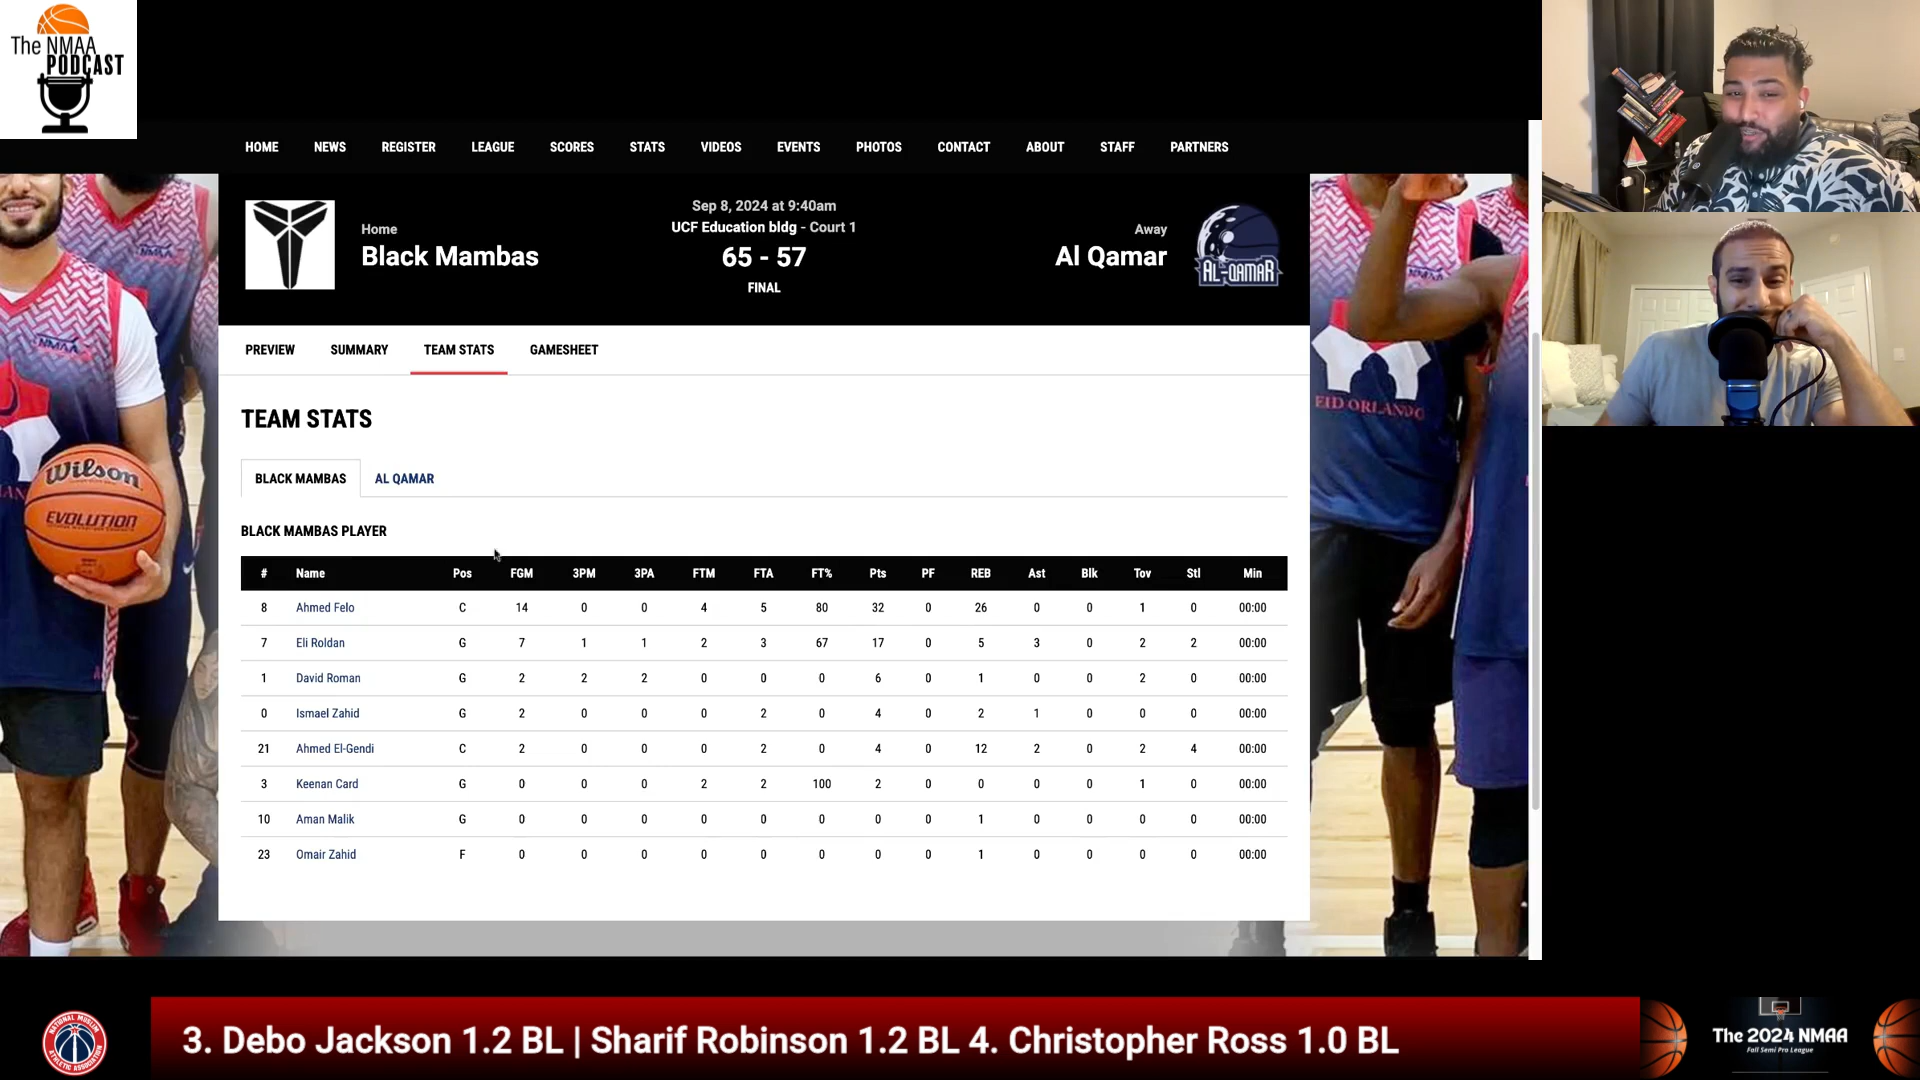 The NMAA
PODCAST
HOME NEWS REGISTER LEAGUE SCORES STATS VIDEOS EVENTS PHOTOS CONTACT ABOUT STAFF PARTNERS
Sep 8, 2024 at 9:40am
Home
UCF Education bldg - Court 1
Away
Black Mambas
65 - 57
Al Qamar
FINAL
AL-QAMAR
PREVIEW SUMMARY TEAM STATS GAMESHEET
TEAM STATS
BLACK MAMBAS AL QAMAR
BLACK MAMBAS PLAYER
# Name Pos FGM 3PM 3PA FTM FTA FT% Pts PF REB Ast Blk Tov Stl Min
8 Ahmed Felo C 14 0 0 4 5 80 32 0 26 0 0 1 0 00:00
7 Eli Roldan G 7 1 1 2 3 67 17 0 5 3 0 2 2 00:00
1 David Roman G 2 2 2 0 0 0 6 0 1 0 0 2 0 00:00
0 Ismael Zahid G 2 0 0 0 2 0 4 0 2 1 0 0 0 00:00
21 Ahmed El-Gendi C 2 0 0 0 2 0 4 0 12 2 0 2 4 00:00
3 Keenan Card G 0 0 0 2 2 100 2 0 0 0 0 1 0 00:00
10 Aman Malik G 0 0 0 0 0 0 0 0 1 0 0 0 0 00:00
23 Omair Zahid F 0 0 0 0 0 0 0 0 1 0 0 0 0 00:00
NMAA
Wilson
EVOLUTION
EID ORLANDO
NATIONAL MUSLIM
ATHLETIC ASSOCIATION
3. Debo Jackson 1.2 BL | Sharif Robinson 1.2 BL 4. Christopher Ross 1.0 BL
The 2024 NMAA
Fall Semi Pro League